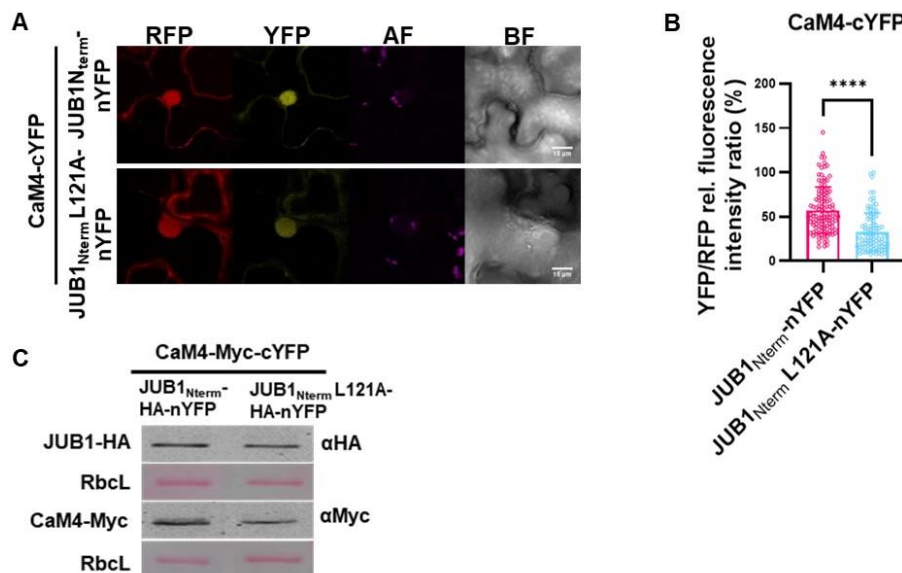 A
RFP YFP AF BF
CaM4-cYFP
JUB1Nterm-
nYFP
JUB1Nterm L121A-
nYFP
15 µm
15 µm
B
CaM4-cYFP
****
YFP/RFP rel. fluorescence
intensity ratio (%)
200
150
100
50
0
JUB1Nterm-nYFP
JUB1Nterm L121A-nYFP
C
CaM4-Myc-cYFP
JUB1Nterm-
HA-nYFP
JUB1Nterm L121A-
HA-nYFP
JUB1-HA αHA
RbcL
CaM4-Myc αMyc
RbcL